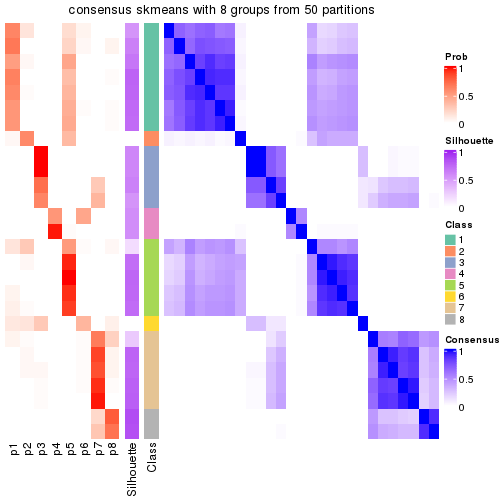 consensus skmeans with 8 groups from 50 partitions
Prob
1
0.5
0
Silhouette
1
0.5
0
Class
1
2
3
4
5
6
7
8
Consensus
1
0.5
0
p1
p2
p3
p4
p5
p6
p7
p8
Silhouette
Class